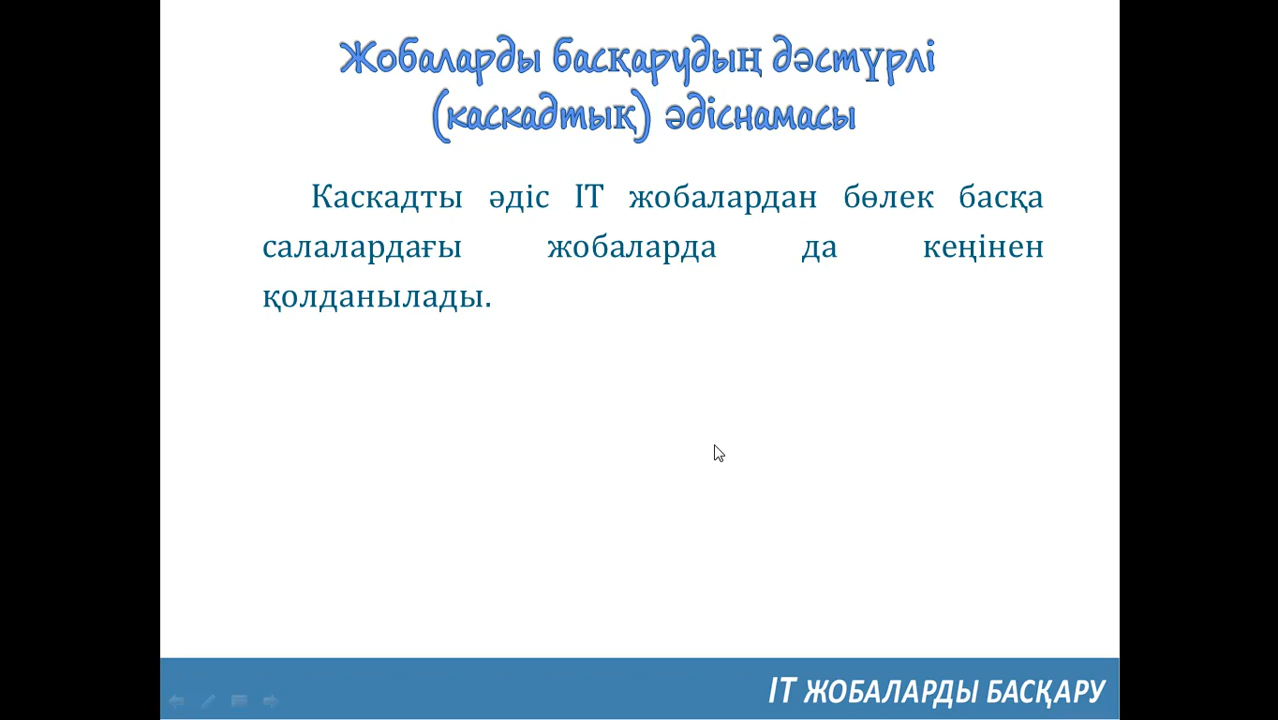 Жобаларды басқарудың дәстүрлі
(каскадтық) әдіснамасы
Каскадты әдіс IT жобалардан бөлек басқа
салалардағы жобаларда да кеңінен
қолданылады.
IT ЖОБАЛАРДЫ БАСҚАРУ